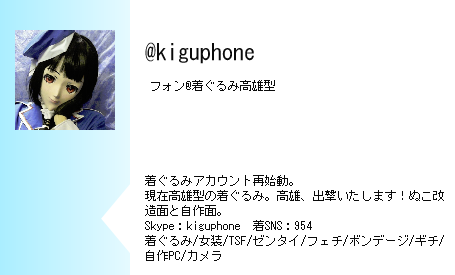 @kiguphone
フォン@着ぐるみ高雄型
着ぐるみアカウント再始動。
現在高雄型の着ぐるみ。高雄、出撃いたします！ぬこ改
造面と自作面。
Skype：kiguphone　着SNS：954
着ぐるみ/女装/TSF/ゼンタイ/フェチ/ボンデージ/ギチ/
自作PC/カメラ